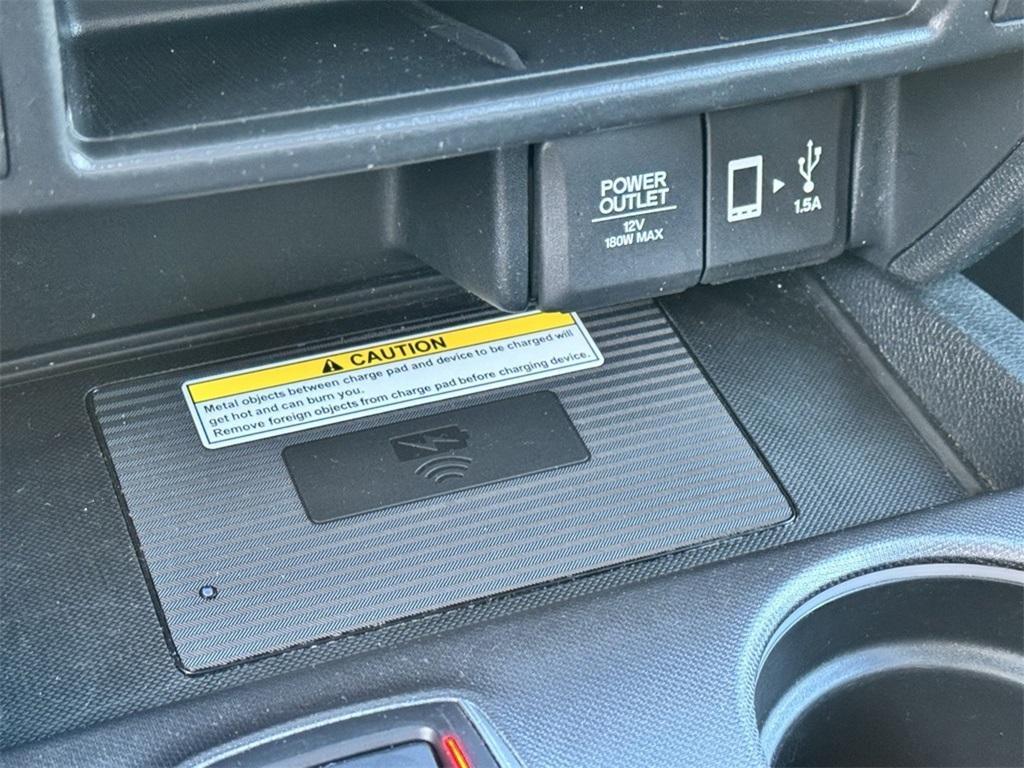 POWER
OUTLET
12V
180W MAX
1.5A
CAUTION
Metal objects between charge pad and device to be charged will
get hot and can burn you.
Remove foreign objects from charge pad before charging device.